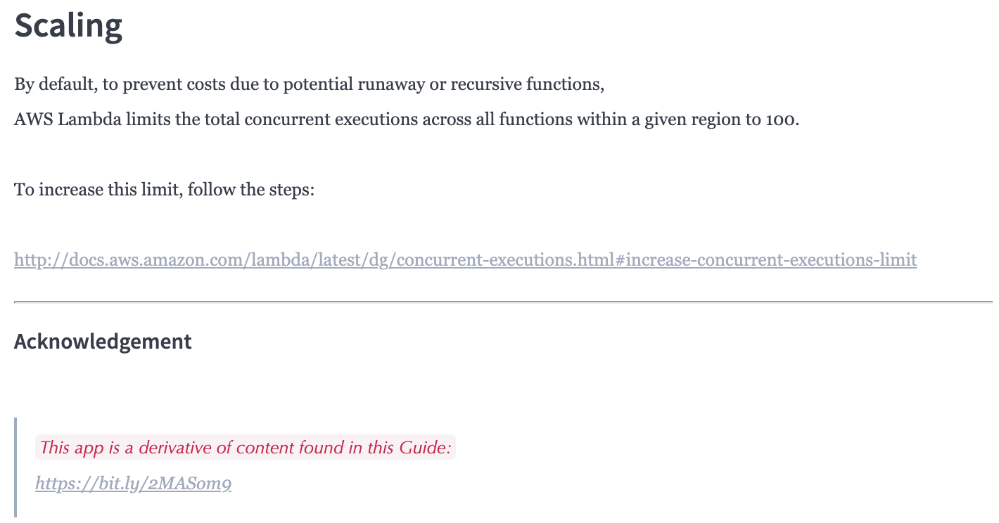 Scaling
By default, to prevent costs due to potential runaway or recursive functions,
AWS Lambda limits the total concurrent executions across all functions within a given region to 100.
To increase this limit, follow the steps:
http://docs.aws.amazon.com/lambda/latest/dg/concurrent-executions.html#increase-concurrent-executions-limit
Acknowledgement
This app is a derivative of content found in this Guide:
https://bit.ly/2MASom9